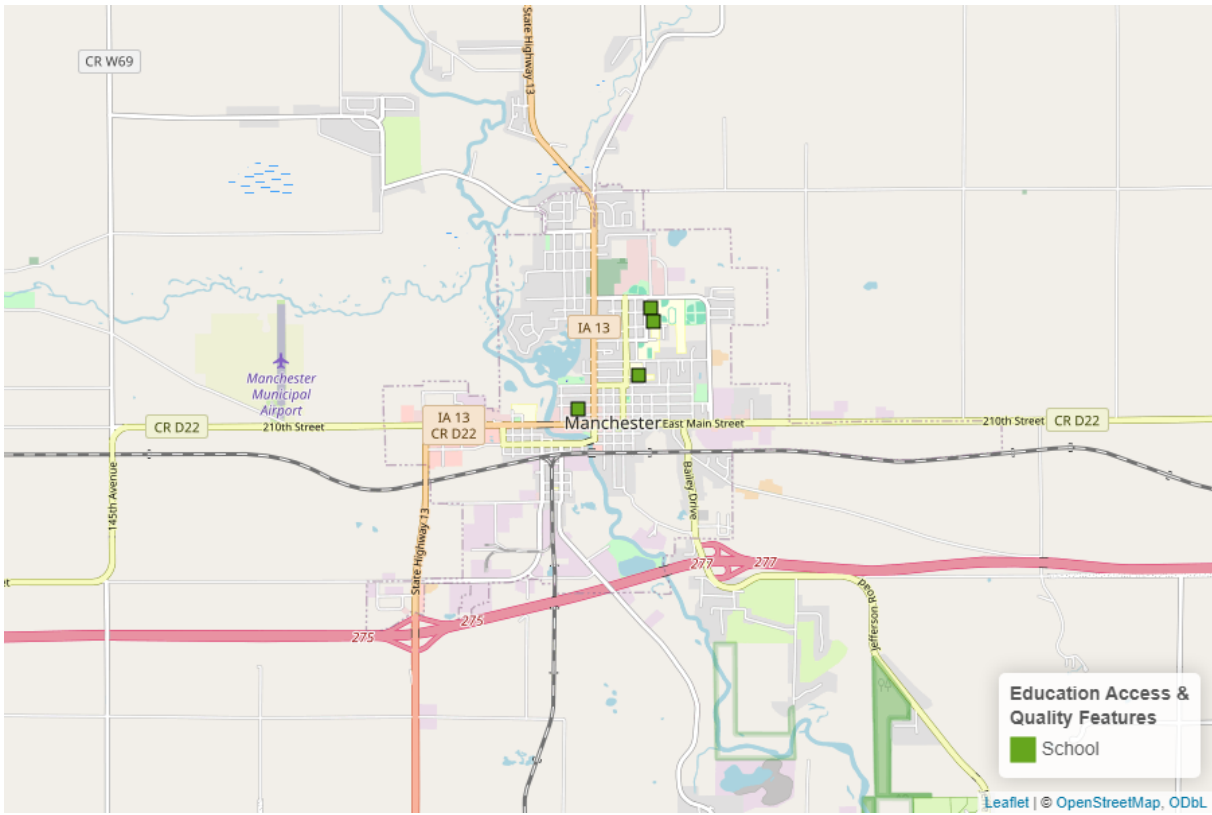 State Highway 13
CR W69
IA 13
Manchester
Municipal
Airport
CR D22
210th Street
IA 13
CR D22
Manchester
East Main Street
210th Street
CR D22
145th Avenue
State Highway 13
Bailey Drive
277
277
275
275
Jefferson Road
et
Education Access &
Quality Features
School
Leaflet | © OpenStreetMap, ODbL